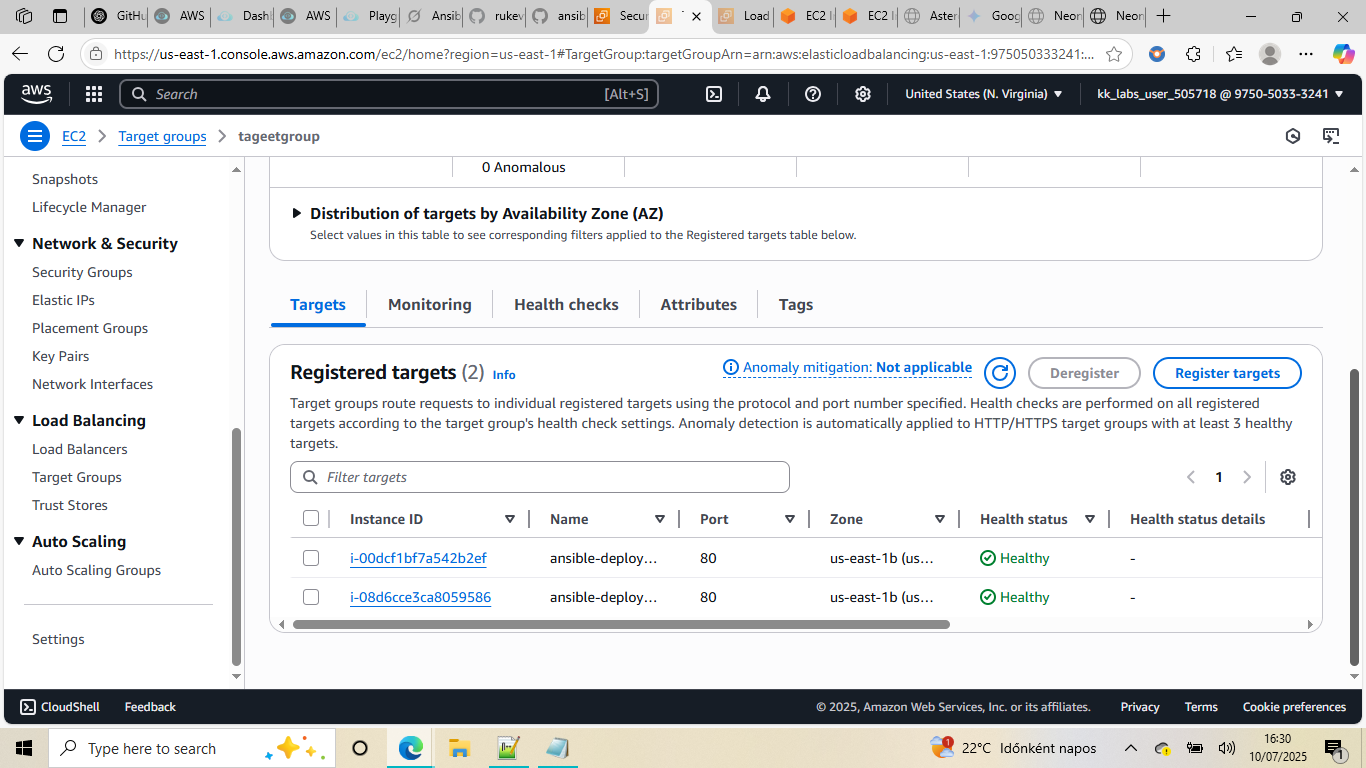 GitHu
AWS
Dash
AWS
Playg
Ansib
rukev
ansib
Secur
Load
EC2 I
EC2 I
Aster
Goog
Neon
Neon
https://us-east-1.console.aws.amazon.com/ec2/home?region=us-east-1#TargetGroup:targetGroupArn=arn:aws:elasticloadbalancing:us-east-1:975050333241:...
aws
Search
[Alt+S]
United States (N. Virginia)
kk_labs_user_505718 @ 9750-5033-3241
EC2
Target groups
tageetgroup
Snapshots
Lifecycle Manager
Network & Security
Security Groups
Elastic IPs
Placement Groups
Key Pairs
Network Interfaces
Load Balancing
Load Balancers
Target Groups
Trust Stores
Auto Scaling
Auto Scaling Groups
Settings
0 Anomalous
Distribution of targets by Availability Zone (AZ)
Select values in this table to see corresponding filters applied to the Registered targets table below.
Targets
Monitoring
Health checks
Attributes
Tags
Registered targets (2) Info
Anomaly mitigation: Not applicable
Deregister
Register targets
Target groups route requests to individual registered targets using the protocol and port number specified. Health checks are performed on all registered
targets according to the target group's health check settings. Anomaly detection is automatically applied to HTTP/HTTPS target groups with at least 3 healthy
targets.
Filter targets
1
Instance ID Name Port Zone Health status Health status details
i-00dcf1bf7a542b2ef ansible-deploy... 80 us-east-1b (us... Healthy -
i-08d6cce3ca8059586 ansible-deploy... 80 us-east-1b (us... Healthy -
CloudShell
Feedback
© 2025, Amazon Web Services, Inc. or its affiliates.
Privacy
Terms
Cookie preferences
Type here to search
1
22°C Időnként napos
16:30
10/07/2025
1